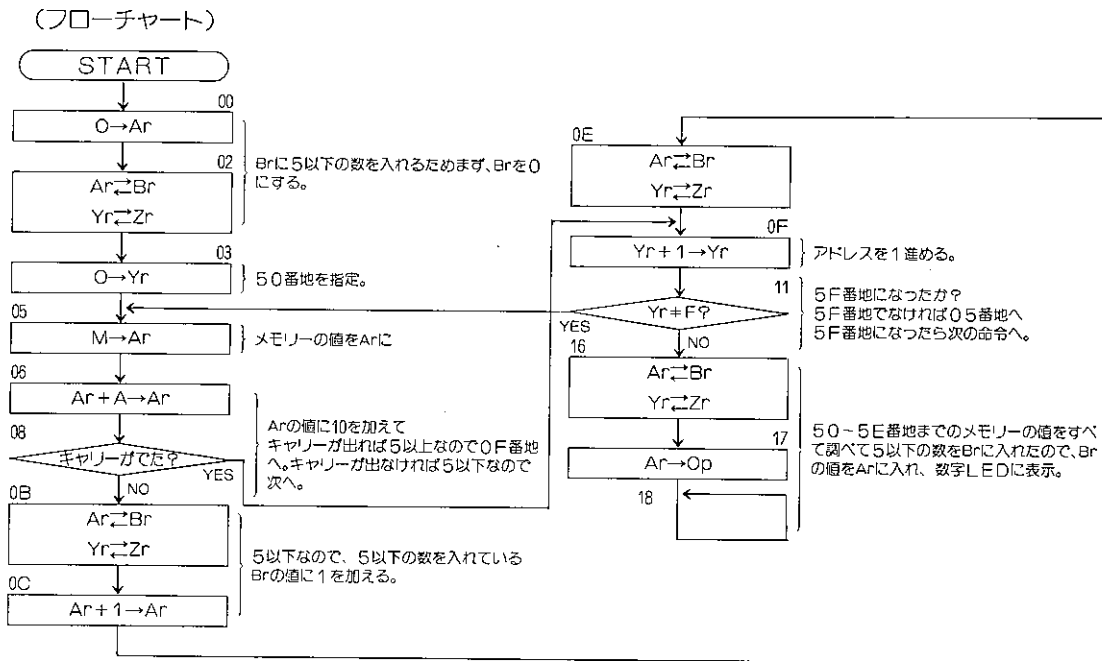 (フローチャート)
START
00
0→Ar
02
Ar⇄Br
Yr⇄Zr
Brに5以下の数を入れるためまず、Brを0
にする。
03
0→Yr
50番地を指定。
05
M→Ar
メモリーの値をArに
06
Ar+A→Ar
08
キャリーがでた?
YES
NO
Arの値に10を加えて
キャリーが出れば5以上なので0F番地
へ。キャリーが出なければ5以下なので
次へ。
0B
Ar⇄Br
Yr⇄Zr
0C
Ar+1→Ar
5以下なので、5以下の数を入れている
Brの値に1を加える。
0E
Ar⇄Br
Yr⇄Zr
0F
Yr+1→Yr
アドレスを1進める。
11
Yr≠F?
YES
NO
5F番地になったか?
5F番地でなければ05番地へ
5F番地になったら次の命令へ。
16
Ar⇄Br
Yr⇄Zr
17
Ar→Op
18
50~5E番地までのメモリーの値をすべ
て調べて5以下の数をBrに入れたので、Br
の値をArに入れ、数字LEDに表示。